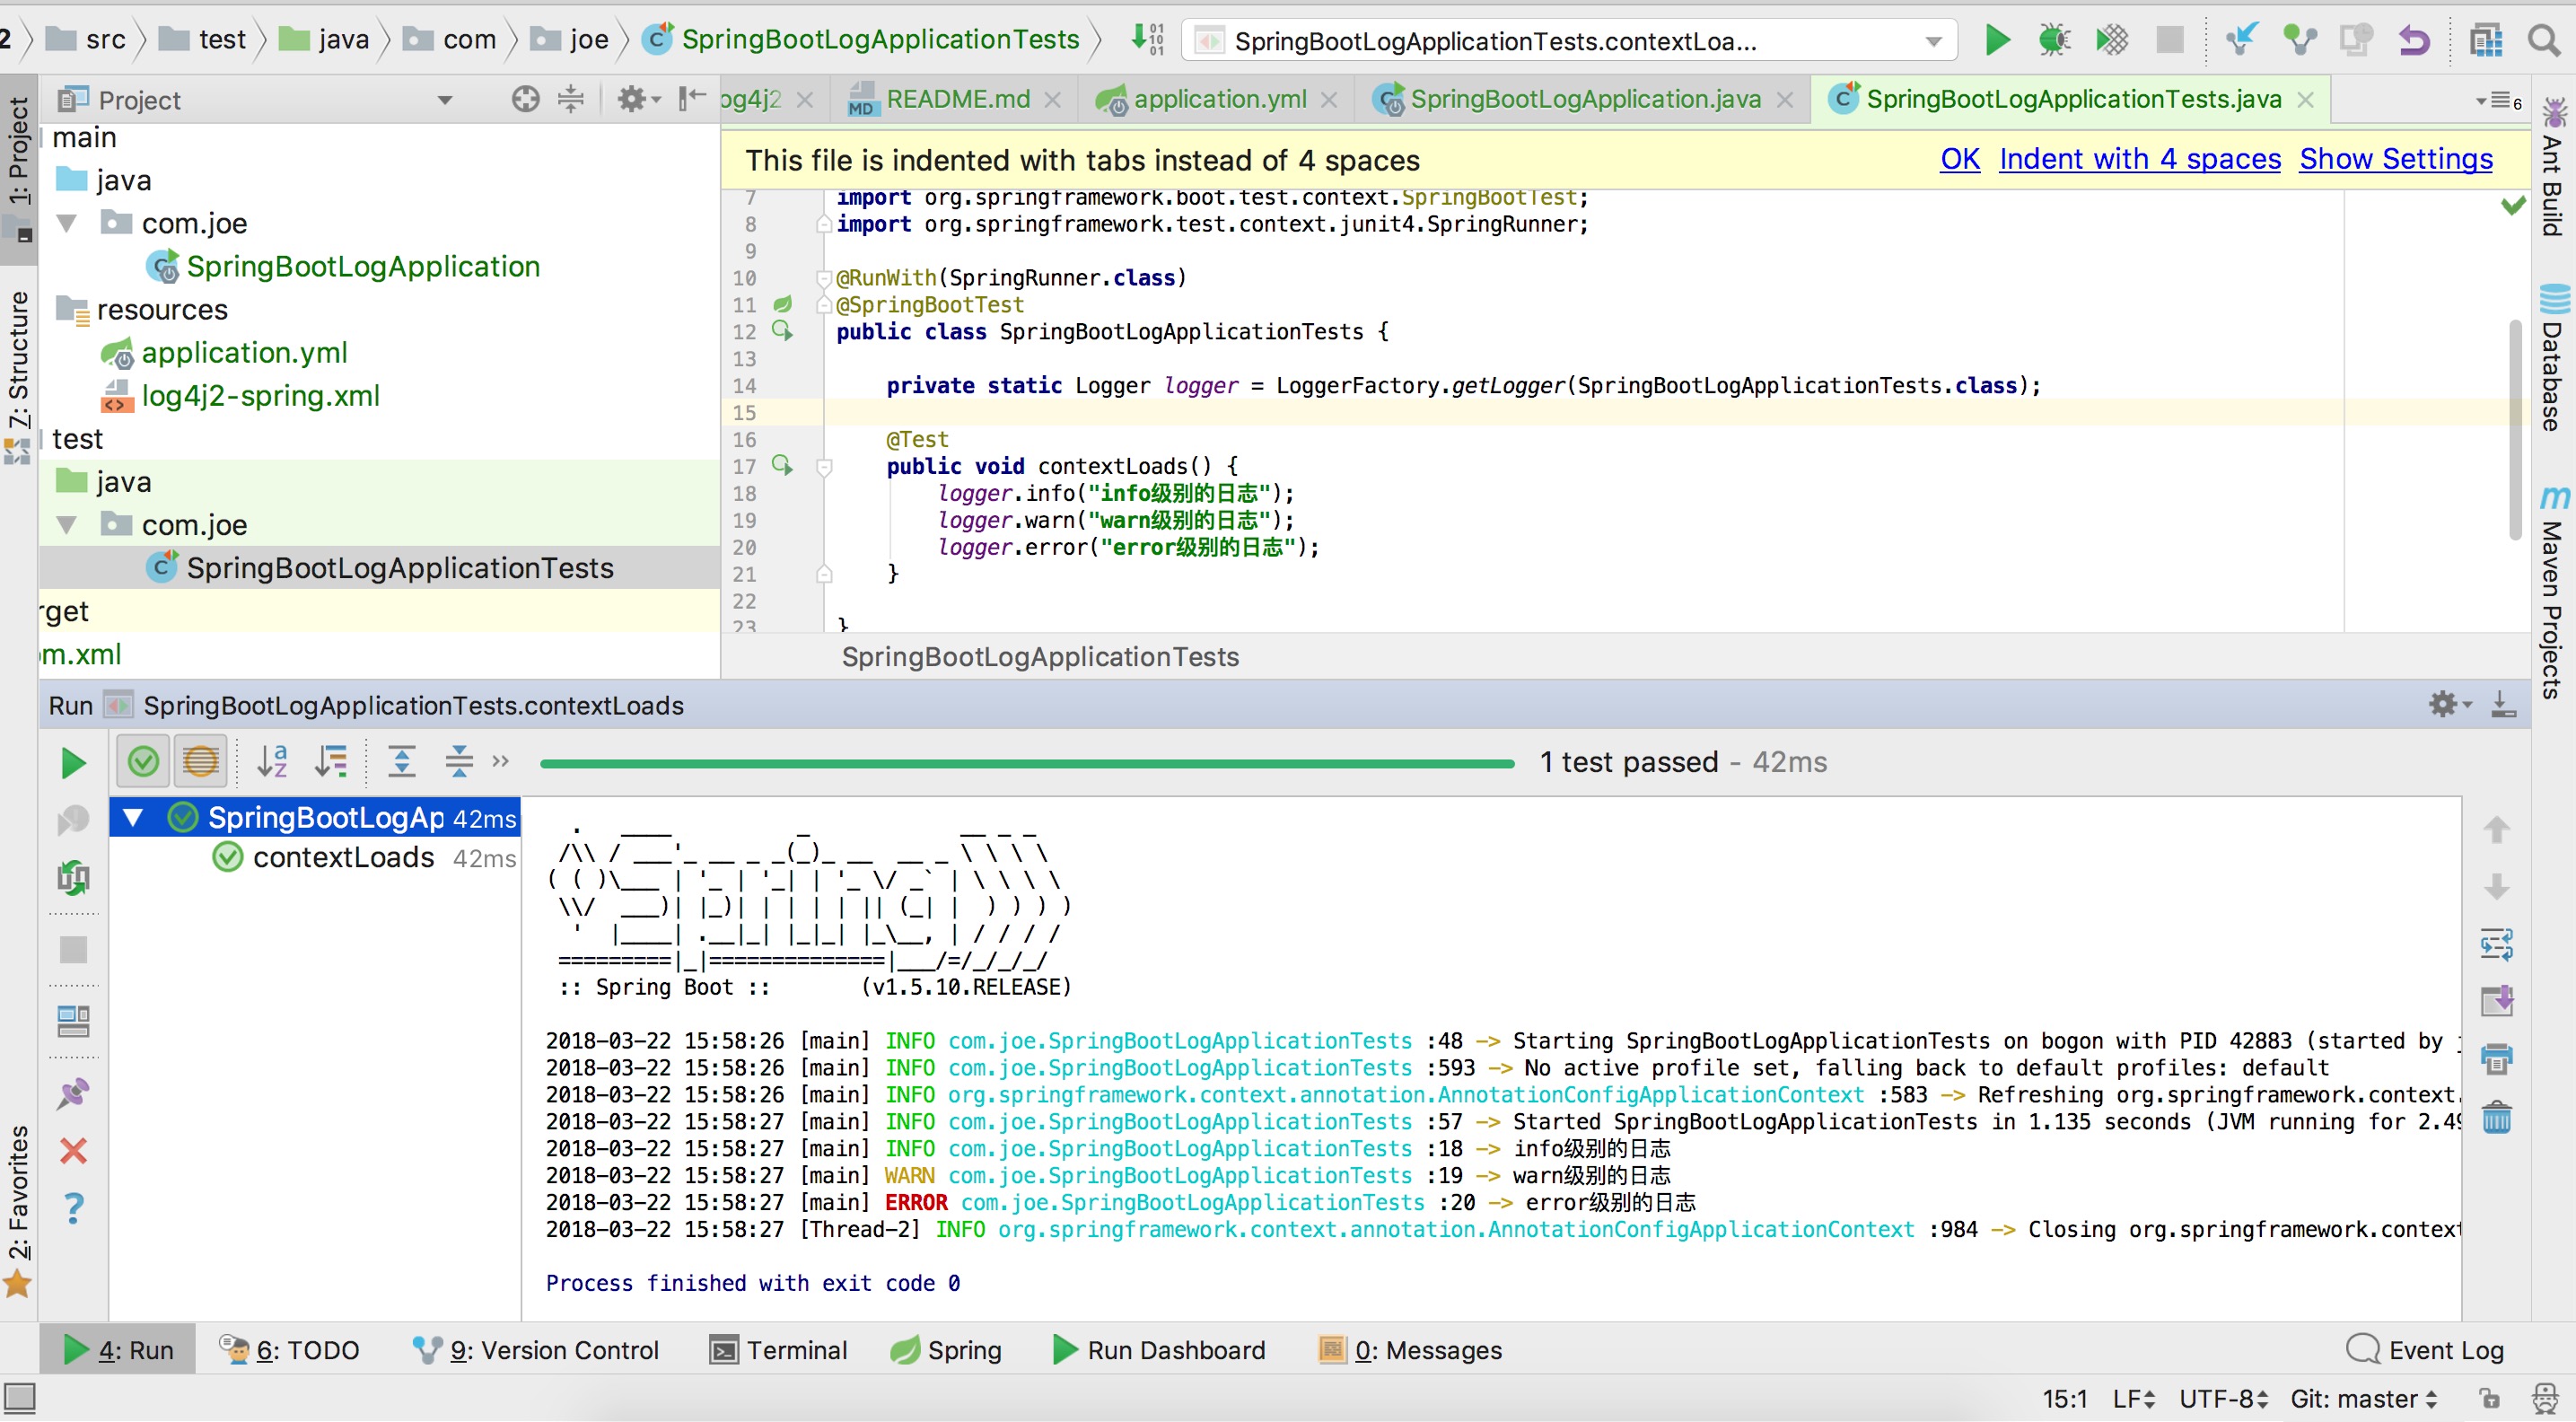 2 src test java com joe SpringBootLogApplicationTests SpringBootLogApplicationTests.contextLoa...
Project
og4j2 README.md application.yml SpringBootLogApplication.java SpringBootLogApplicationTests.java 6
This file is indented with tabs instead of 4 spaces OK Indent with 4 spaces Show Settings
1: Project
7: Structure
2: Favorites
main
java
com.joe
SpringBootLogApplication
resources
application.yml
log4j2-spring.xml
test
java
com.joe
SpringBootLogApplicationTests
rget
m.xml
7 import org.springframework.boot.test.context.SpringBootTest;
8 import org.springframework.test.context.junit4.SpringRunner;
9
10 @RunWith(SpringRunner.class)
11 @SpringBootTest
12 public class SpringBootLogApplicationTests {
13
14 private static Logger logger = LoggerFactory.getLogger(SpringBootLogApplicationTests.class);
15
16 @Test
17 public void contextLoads() {
18 logger.info("info级别的日志");
19 logger.warn("warn级别的日志");
20 logger.error("error级别的日志");
21 }
22
23 }
SpringBootLogApplicationTests
Ant Build
Database
Maven Projects
Run SpringBootLogApplicationTests.contextLoads
1 test passed - 42ms
SpringBootLogAp 42ms
contextLoads 42ms
  .   ____          _            __ _ _
 /\\ / ___'_ __ _ _(_)_ __  __ _ \ \ \ \
( ( )\___ | '_ | '_| | '_ \/ _` | \ \ \ \
 \\/  ___)| |_)| | | | | || (_| |  ) ) ) )
  '  |____| .__|_| |_|_| |_\__, | / / / /
 =========|_|==============|___/=/_/_/_/
 :: Spring Boot ::       (v1.5.10.RELEASE)
2018-03-22 15:58:26 [main] INFO com.joe.SpringBootLogApplicationTests :48 -> Starting SpringBootLogApplicationTests on bogon with PID 42883 (started by
2018-03-22 15:58:26 [main] INFO com.joe.SpringBootLogApplicationTests :593 -> No active profile set, falling back to default profiles: default
2018-03-22 15:58:26 [main] INFO org.springframework.context.annotation.AnnotationConfigApplicationContext :583 -> Refreshing org.springframework.context.
2018-03-22 15:58:27 [main] INFO com.joe.SpringBootLogApplicationTests :57 -> Started SpringBootLogApplicationTests in 1.135 seconds (JVM running for 2.49
2018-03-22 15:58:27 [main] INFO com.joe.SpringBootLogApplicationTests :18 -> info级别的日志
2018-03-22 15:58:27 [main] WARN com.joe.SpringBootLogApplicationTests :19 -> warn级别的日志
2018-03-22 15:58:27 [main] ERROR com.joe.SpringBootLogApplicationTests :20 -> error级别的日志
2018-03-22 15:58:27 [Thread-2] INFO org.springframework.context.annotation.AnnotationConfigApplicationContext :984 -> Closing org.springframework.context
Process finished with exit code 0
4: Run 6: TODO 9: Version Control Terminal Spring Run Dashboard 0: Messages Event Log
15:1 LF UTF-8 Git: master